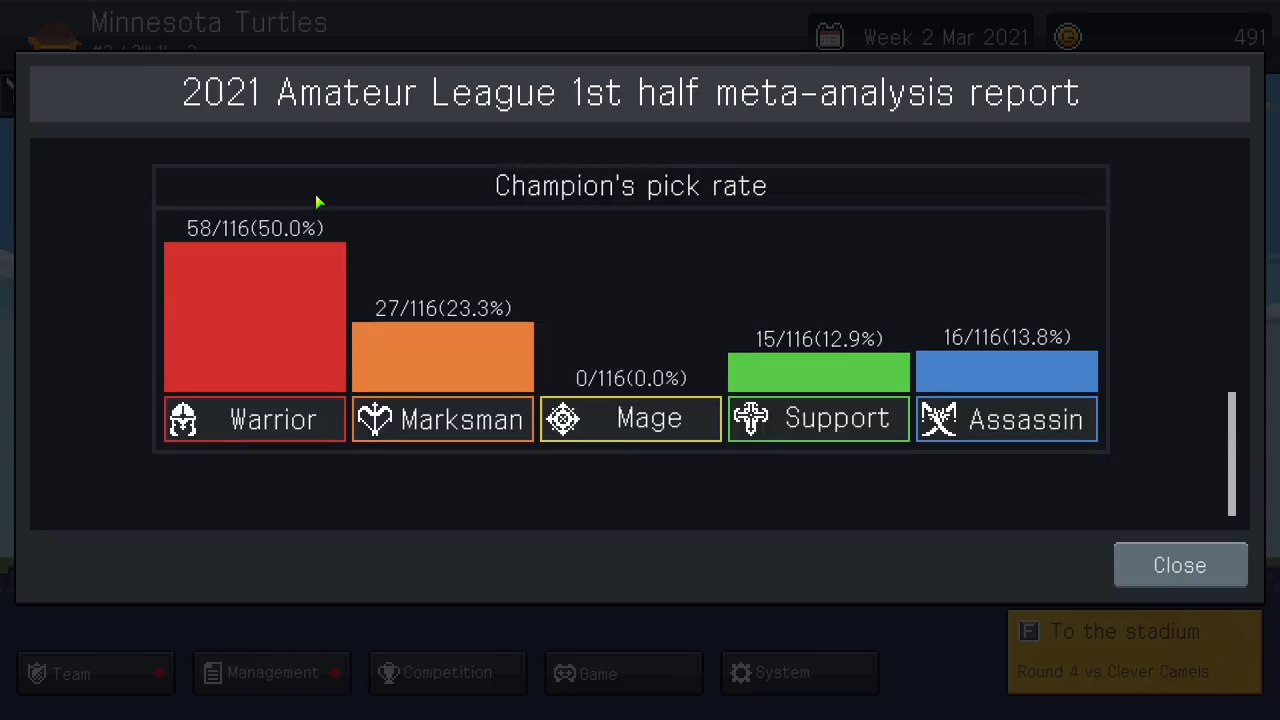 Minnesota Turtles
Week 2 Mar 2021
491
2021 Amateur League 1st half meta-analysis report
Champion's pick rate
58/116(50.0%)
27/116(23.3%)
0/116(0.0%)
15/116(12.9%)
16/116(13.8%)
Warrior
Marksman
Mage
Support
Assassin
Close
F To the stadium
Round 4 vs Clever Camels
Team
Management
Competition
Game
System